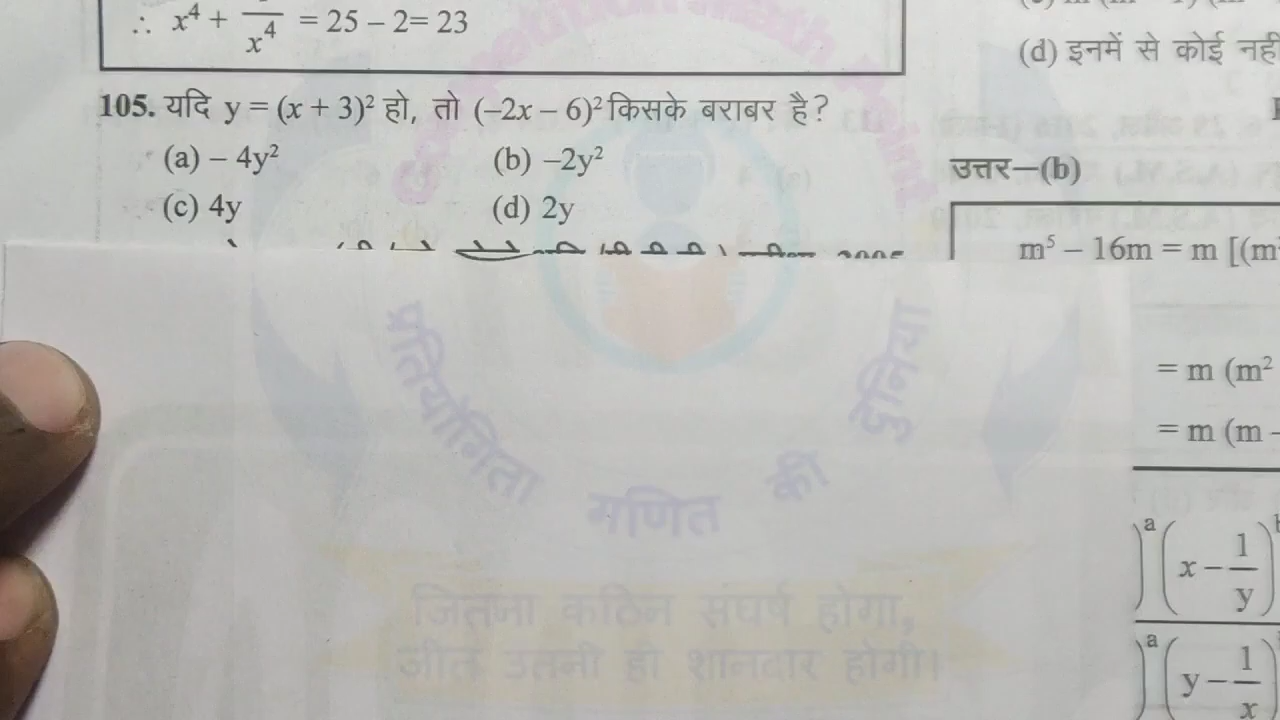 ∴ x⁴ + 1/x⁴ = 25 – 2= 23
105. यदि y = (x + 3)² हो, तो (–2x – 6)² किसके बराबर है?
(a) – 4y² (b) –2y²
(c) 4y (d) 2y
(d) इनमें से कोई नहीं
उत्तर—(b)
m⁵ – 16m = m [(m
= m (m²
= m (m –
)ᵃ (x – 1/y)
)ᵃ (y – 1/x)
प्रतियोगिता गणित की दुनिया
जितना कठिन संघर्ष होगा,
जीत उतनी ही शानदार होगी।